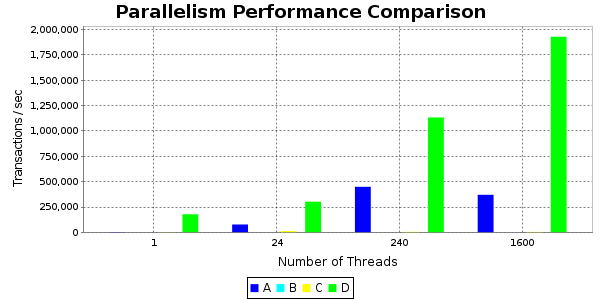 Parallelism Performance Comparison
Transactions / sec
2,000,000
1,750,000
1,500,000
1,250,000
1,000,000
750,000
500,000
250,000
0
1 24 240 1600
Number of Threads
A B C D